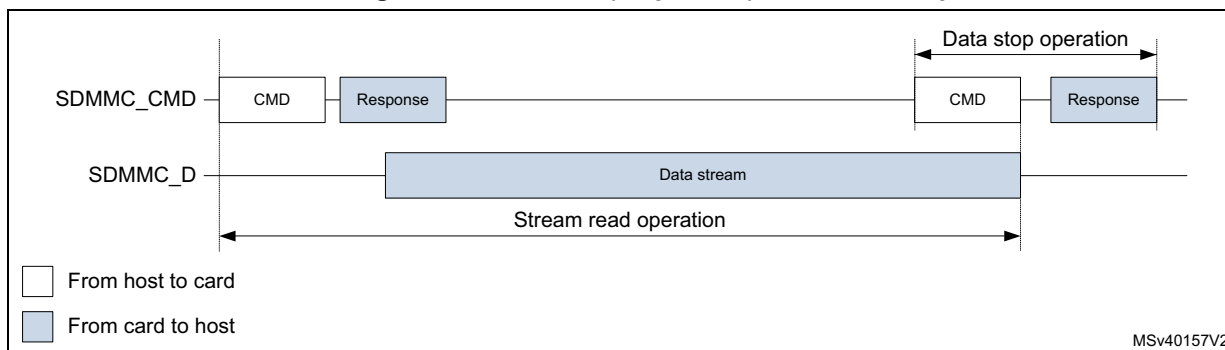 Data stop operation
SDMMC_CMD CMD Response CMD Response
SDMMC_D Data stream
Stream read operation
From host to card
From card to host
MSv40157V2